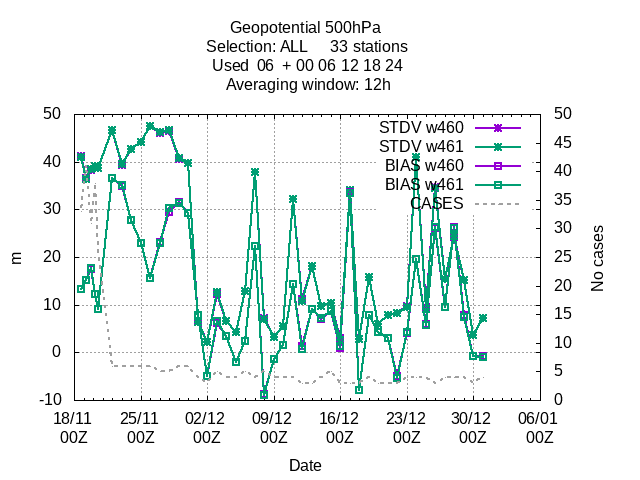 Geopotential 500hPa
Selection: ALL 33 stations
Used 06 + 00 06 12 18 24
Averaging window: 12h
50 50
STDV w460
45
STDV w461
40 40
BIAS w460
BIAS w461
35
CASES
30 30
25
20 20
15
10 10
5
0
-10 0
m
No cases
18/11 25/11 02/12 09/12 16/12 23/12 30/12 06/01
00Z 00Z 00Z 00Z 00Z 00Z 00Z 00Z
Date